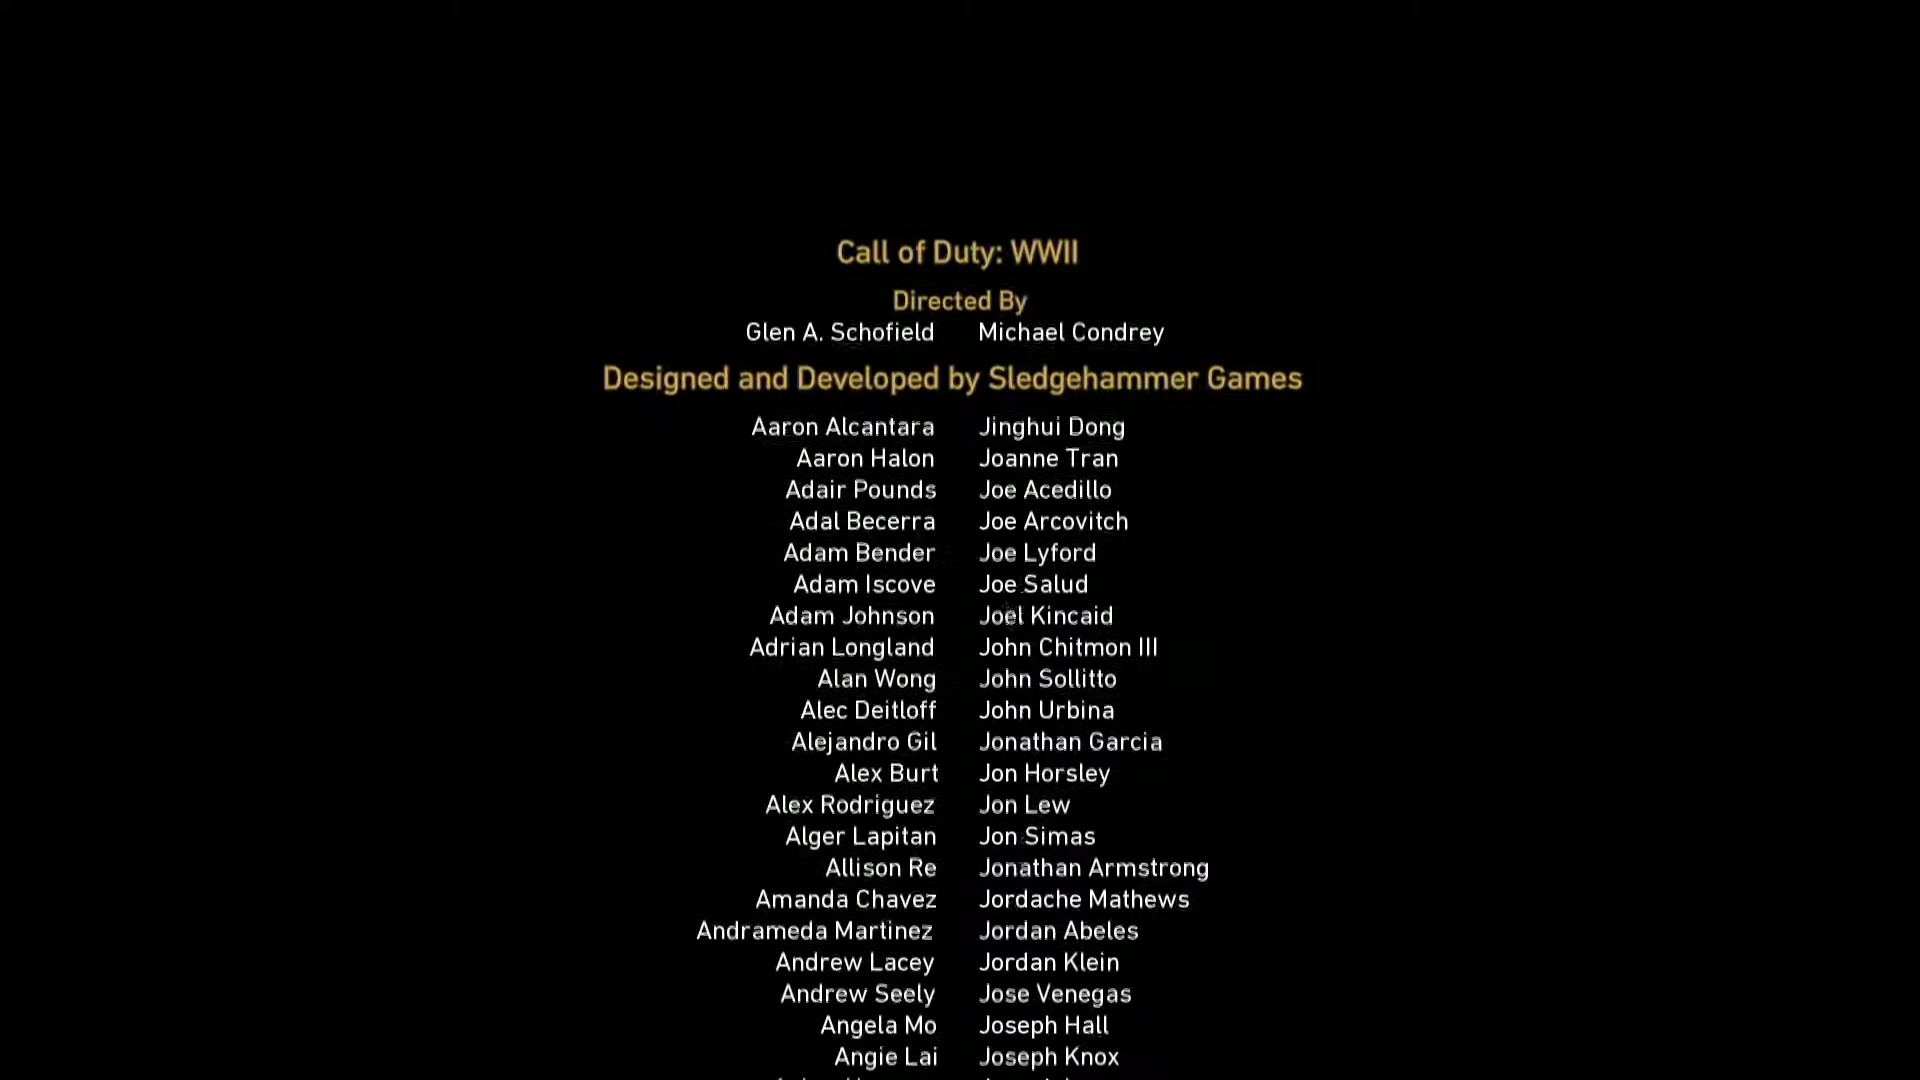 Call of Duty: WWII
Directed By
Glen A. Schofield Michael Condrey
Designed and Developed by Sledgehammer Games
Aaron Alcantara Jinghui Dong
Aaron Halon Joanne Tran
Adair Pounds Joe Acedillo
Adal Becerra Joe Arcovitch
Adam Bender Joe Lyford
Adam Iscove Joe Salud
Adam Johnson Joel Kincaid
Adrian Longland John Chitmon III
Alan Wong John Sollitto
Alec Deitloff John Urbina
Alejandro Gil Jonathan Garcia
Alex Burt Jon Horsley
Alex Rodriguez Jon Lew
Alger Lapitan Jon Simas
Allison Re Jonathan Armstrong
Amanda Chavez Jordache Mathews
Andrameda Martinez Jordan Abeles
Andrew Lacey Jordan Klein
Andrew Seely Jose Venegas
Angela Mo Joseph Hall
Angie Lai Joseph Knox